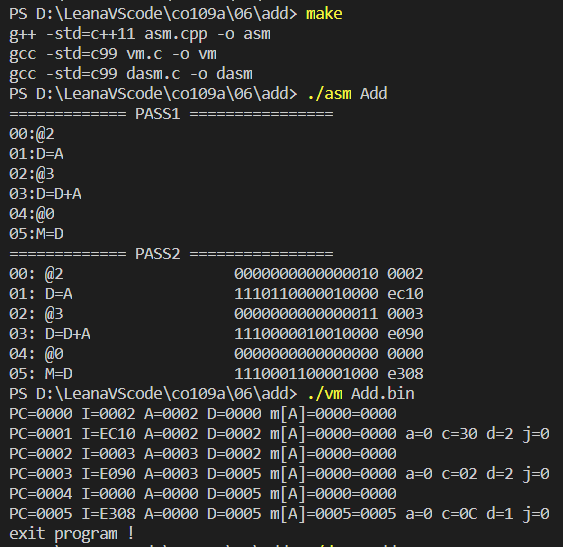 PS D:\LeanaVScode\co109a\06\add> make
g++ -std=c++11 asm.cpp -o asm
gcc -std=c99 vm.c -o vm
gcc -std=c99 dasm.c -o dasm
PS D:\LeanaVScode\co109a\06\add> ./asm Add
============= PASS1 ================
00:@2
01:D=A
02:@3
03:D=D+A
04:@0
05:M=D
============= PASS2 ================
00: @2 0000000000000010 0002
01: D=A 1110110000010000 ec10
02: @3 0000000000000011 0003
03: D=D+A 1110000010010000 e090
04: @0 0000000000000000 0000
05: M=D 1110001100001000 e308
PS D:\LeanaVScode\co109a\06\add> ./vm Add.bin
PC=0000 I=0002 A=0002 D=0000 m[A]=0000=0000
PC=0001 I=EC10 A=0002 D=0002 m[A]=0000=0000 a=0 c=30 d=2 j=0
PC=0002 I=0003 A=0003 D=0002 m[A]=0000=0000
PC=0003 I=E090 A=0003 D=0005 m[A]=0000=0000 a=0 c=02 d=2 j=0
PC=0004 I=0000 A=0000 D=0005 m[A]=0000=0000
PC=0005 I=E308 A=0000 D=0005 m[A]=0005=0005 a=0 c=0C d=1 j=0
exit program !